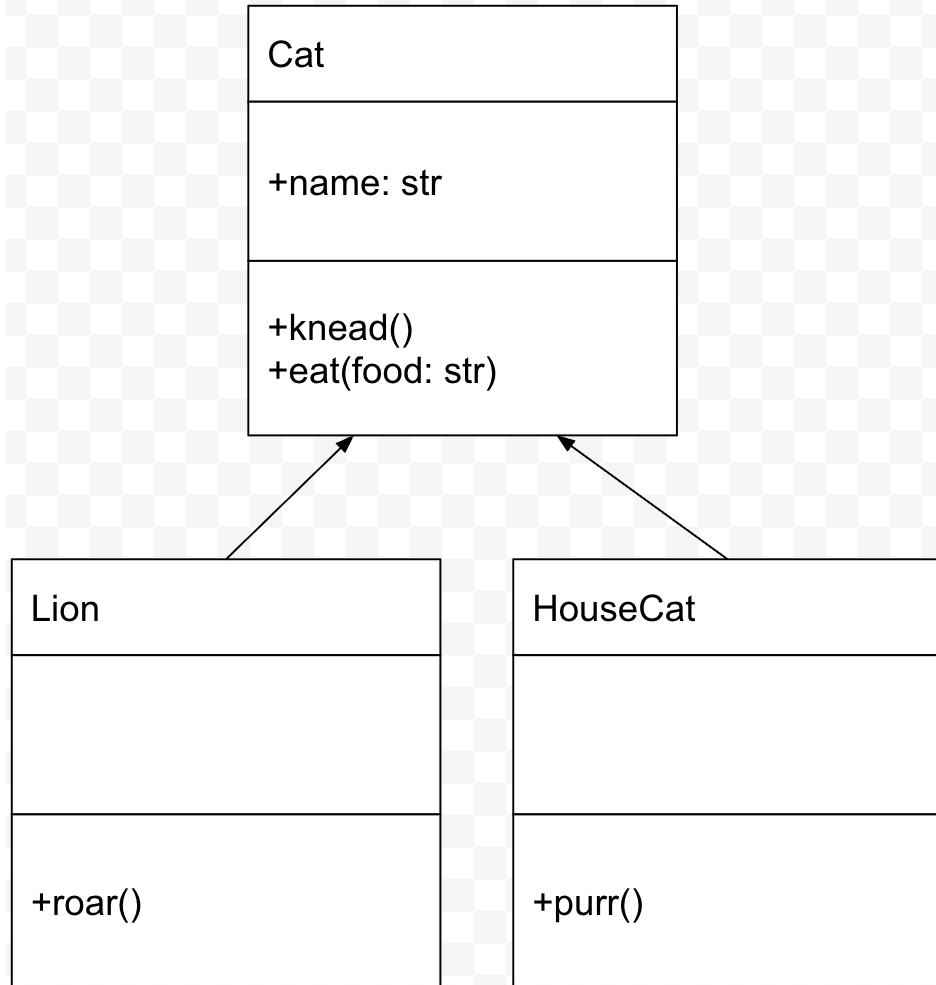 Cat
+name: str
+knead()
+eat(food: str)
Lion
+roar()
HouseCat
+purr()